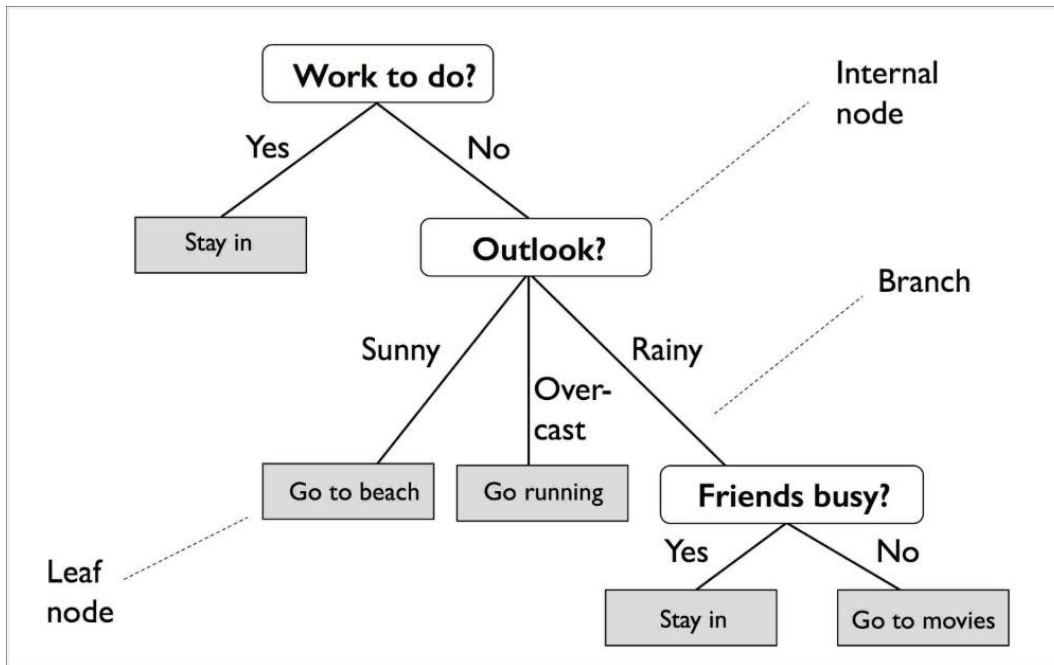 Work to do?
Internal
node
Yes
No
Stay in
Outlook?
Branch
Sunny
Rainy
Over-
cast
Go to beach
Go running
Friends busy?
Leaf
node
Yes
No
Stay in
Go to movies